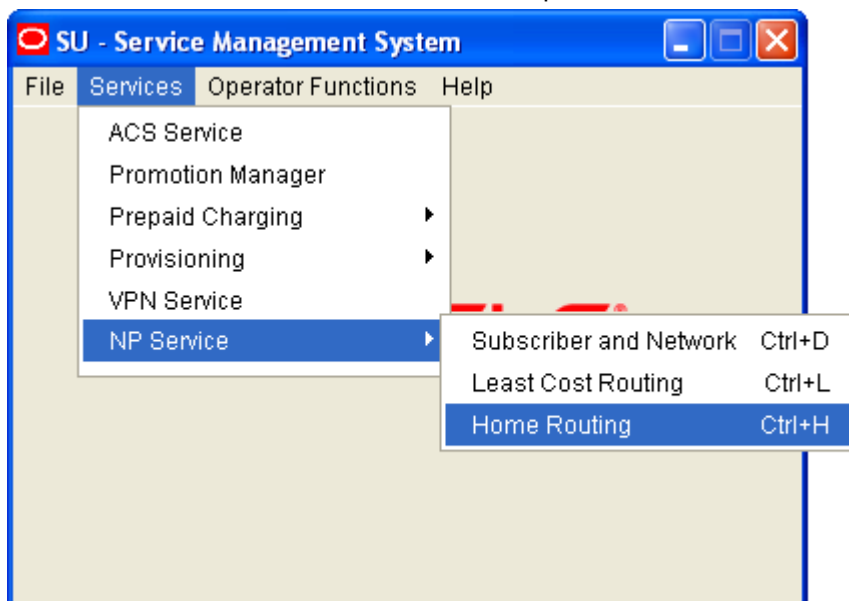 SU - Service Management System
File Services Operator Functions Help
ACS Service
Promotion Manager
Prepaid Charging
Provisioning
VPN Service
NP Service
Subscriber and Network Ctrl+D
Least Cost Routing Ctrl+L
Home Routing Ctrl+H